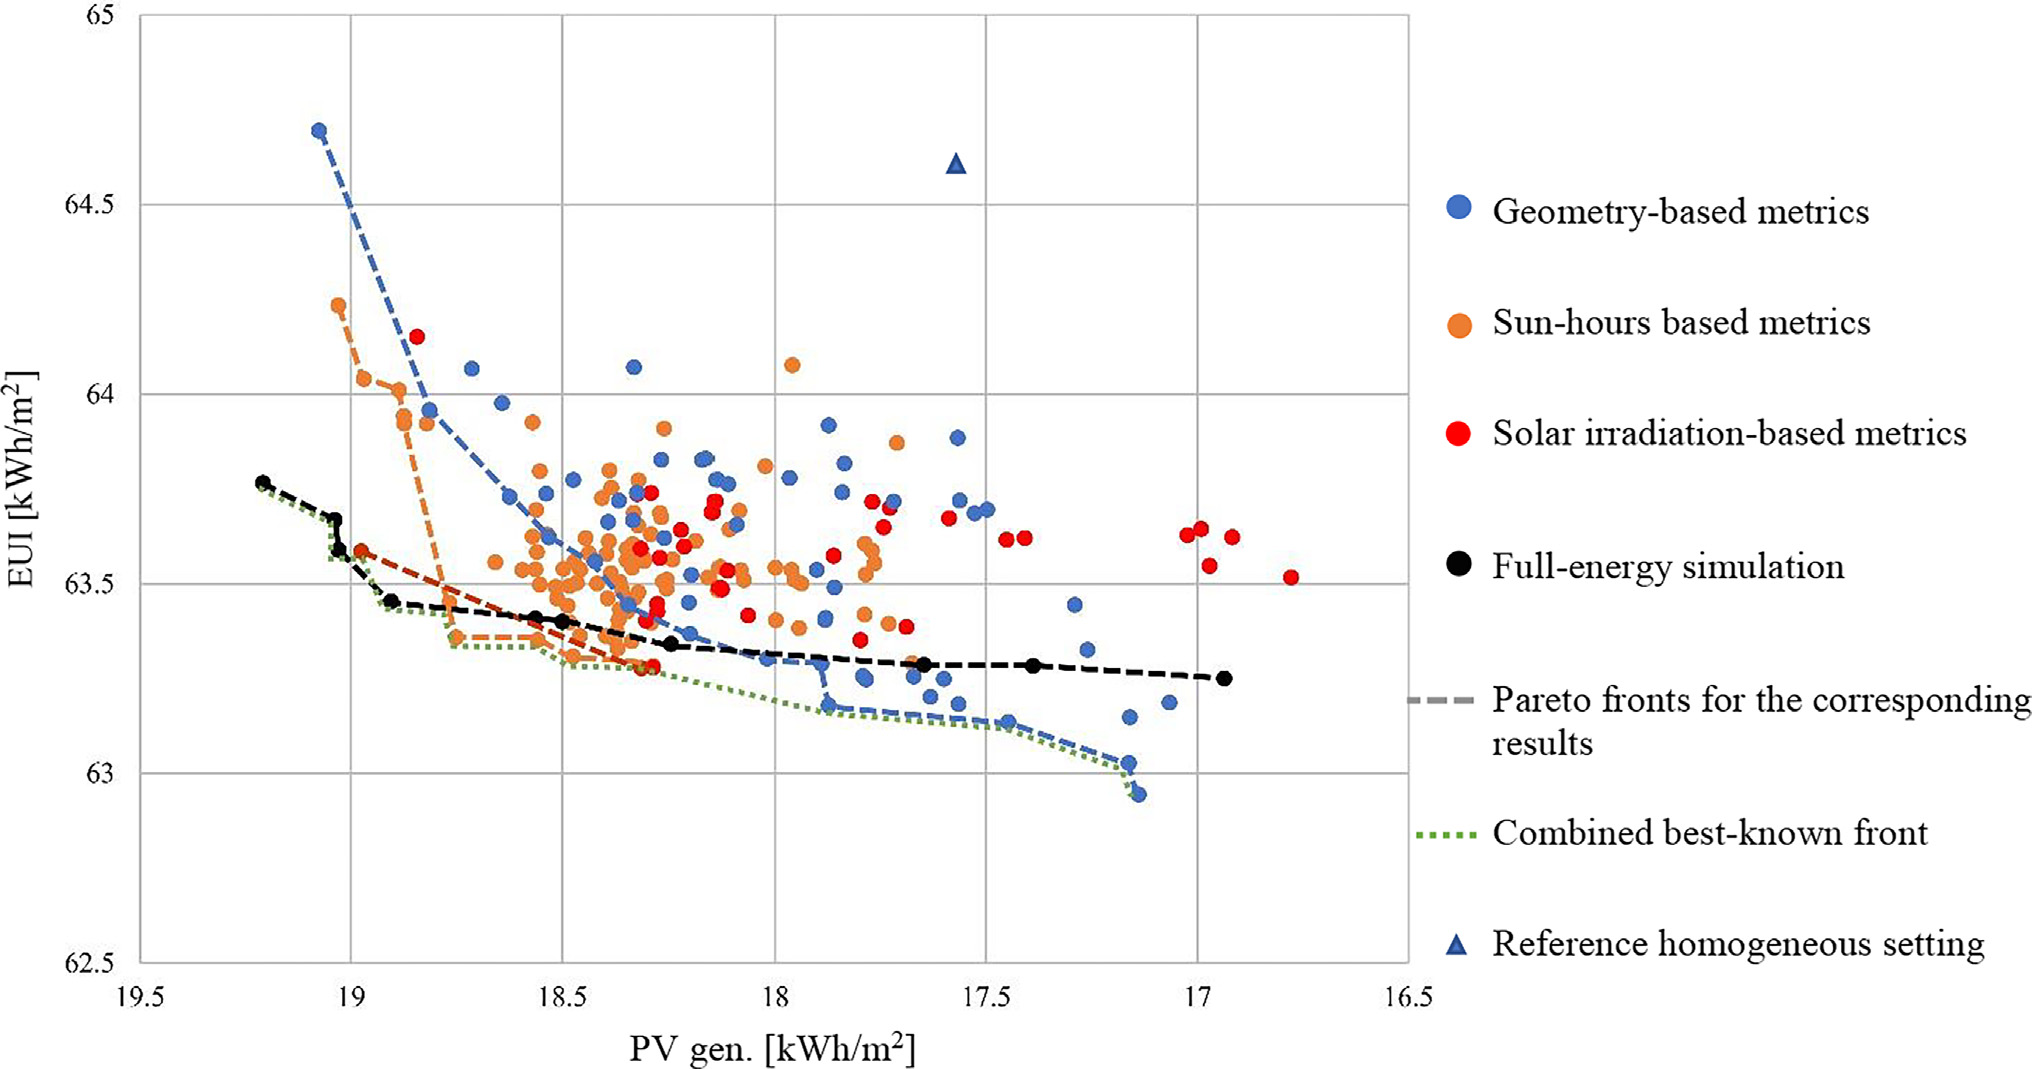 65
64.5
64
63.5
63
62.5
EUI [kWh/m²]
19.5
19
18.5
18
17.5
17
16.5
PV gen. [kWh/m²]
Geometry-based metrics
Sun-hours based metrics
Solar irradiation-based metrics
Full-energy simulation
Pareto fronts for the corresponding
results
Combined best-known front
Reference homogeneous setting